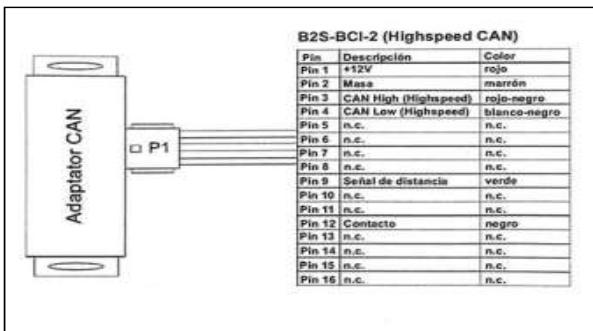 B2S-BCI-2 (Highspeed CAN)
Pin Descripción Color
Pin 1 +12V rojo
Pin 2 Masa marrón
Pin 3 CAN High (Highspeed) rojo-negro
Pin 4 CAN Low (Highspeed) blanco-negro
Pin 5 n.c. n.c.
Pin 6 n.c. n.c.
Pin 7 n.c. n.c.
Pin 8 n.c. n.c.
Pin 9 Señal de distancia verde
Pin 10 n.c. n.c.
Pin 11 n.c. n.c.
Pin 12 Contacto negro
Pin 13 n.c. n.c.
Pin 14 n.c. n.c.
Pin 15 n.c. n.c.
Pin 16 n.c. n.c.
Adaptator CAN
P1